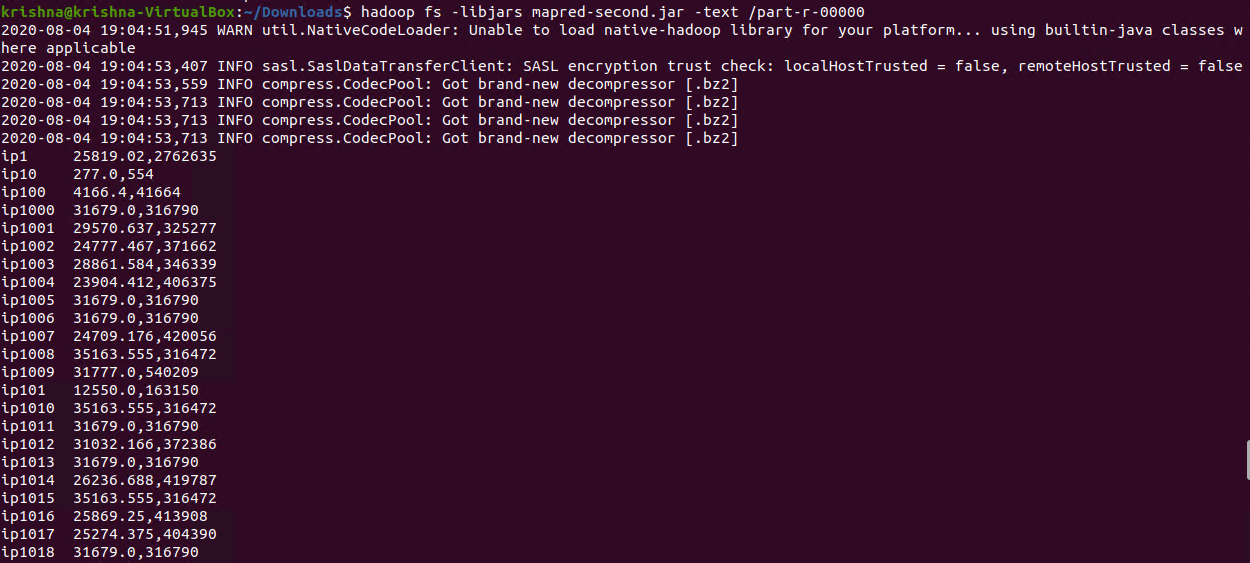 krishna@krishna-VirtualBox:~/Downloads$ hadoop fs -libjars mapred-second.jar -text /part-r-00000
2020-08-04 19:04:51,945 WARN util.NativeCodeLoader: Unable to load native-hadoop library for your platform... using builtin-java classes w
here applicable
2020-08-04 19:04:53,407 INFO sasl.SaslDataTransferClient: SASL encryption trust check: localHostTrusted = false, remoteHostTrusted = false
2020-08-04 19:04:53,559 INFO compress.CodecPool: Got brand-new decompressor [.bz2]
2020-08-04 19:04:53,713 INFO compress.CodecPool: Got brand-new decompressor [.bz2]
2020-08-04 19:04:53,713 INFO compress.CodecPool: Got brand-new decompressor [.bz2]
2020-08-04 19:04:53,713 INFO compress.CodecPool: Got brand-new decompressor [.bz2]
ip1     25819.02,2762635
ip10    277.0,554
ip100   4166.4,41664
ip1000  31679.0,316790
ip1001  29570.637,325277
ip1002  24777.467,371662
ip1003  28861.584,346339
ip1004  23904.412,406375
ip1005  31679.0,316790
ip1006  31679.0,316790
ip1007  24709.176,420056
ip1008  35163.555,316472
ip1009  31777.0,540209
ip101   12550.0,163150
ip1010  35163.555,316472
ip1011  31679.0,316790
ip1012  31032.166,372386
ip1013  31679.0,316790
ip1014  26236.688,419787
ip1015  35163.555,316472
ip1016  25869.25,413908
ip1017  25274.375,404390
ip1018  31679.0,316790